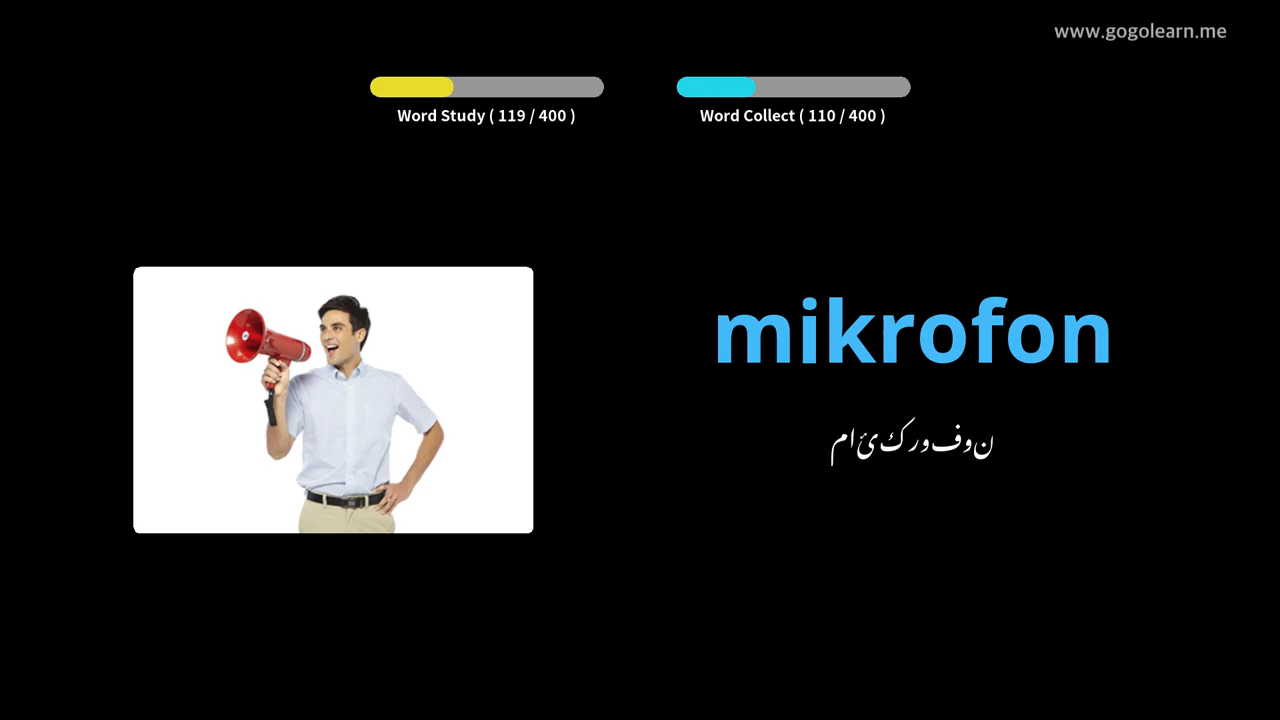 www.gogolearn.me
Word Study ( 119 / 400 )
Word Collect ( 110 / 400 )
mikrofon
مائکروفون